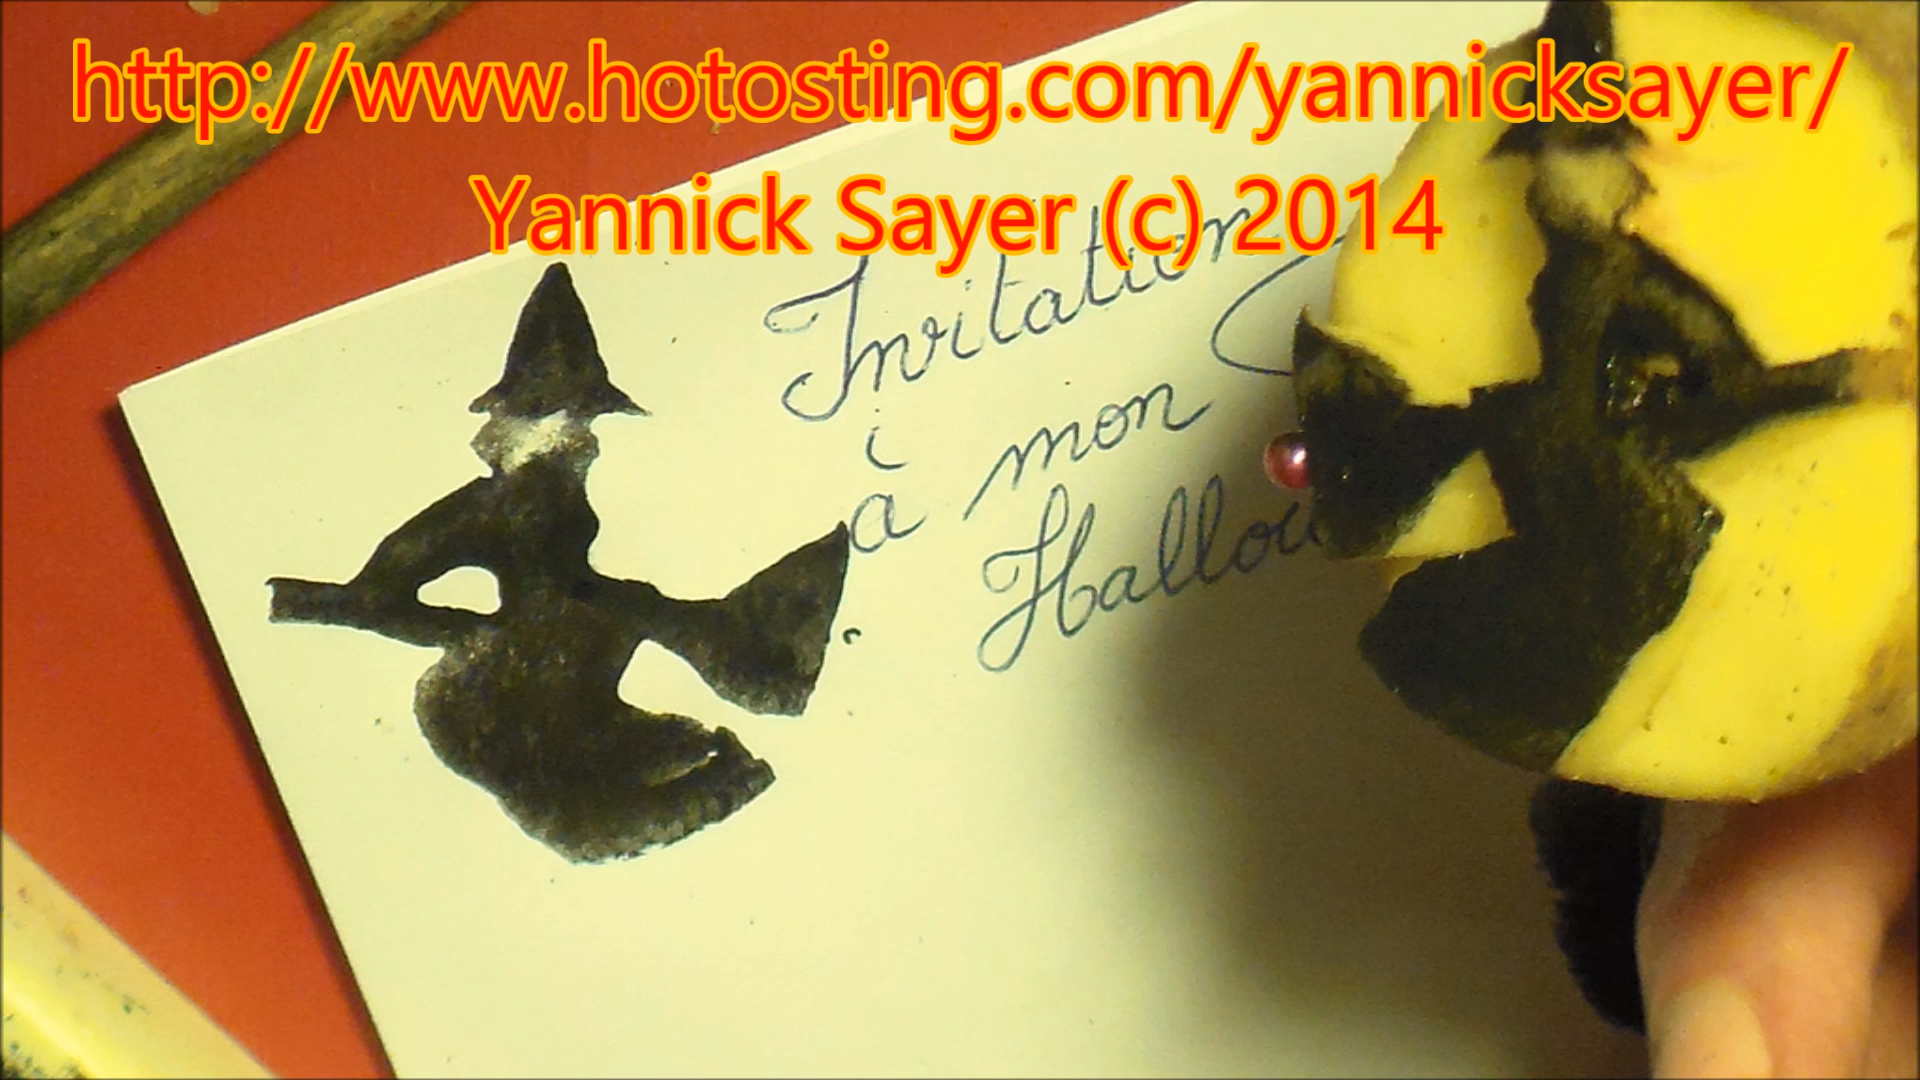 http://www.hotosting.com/yannicksayer/
Yannick Sayer (c) 2014
Invitation
à mon